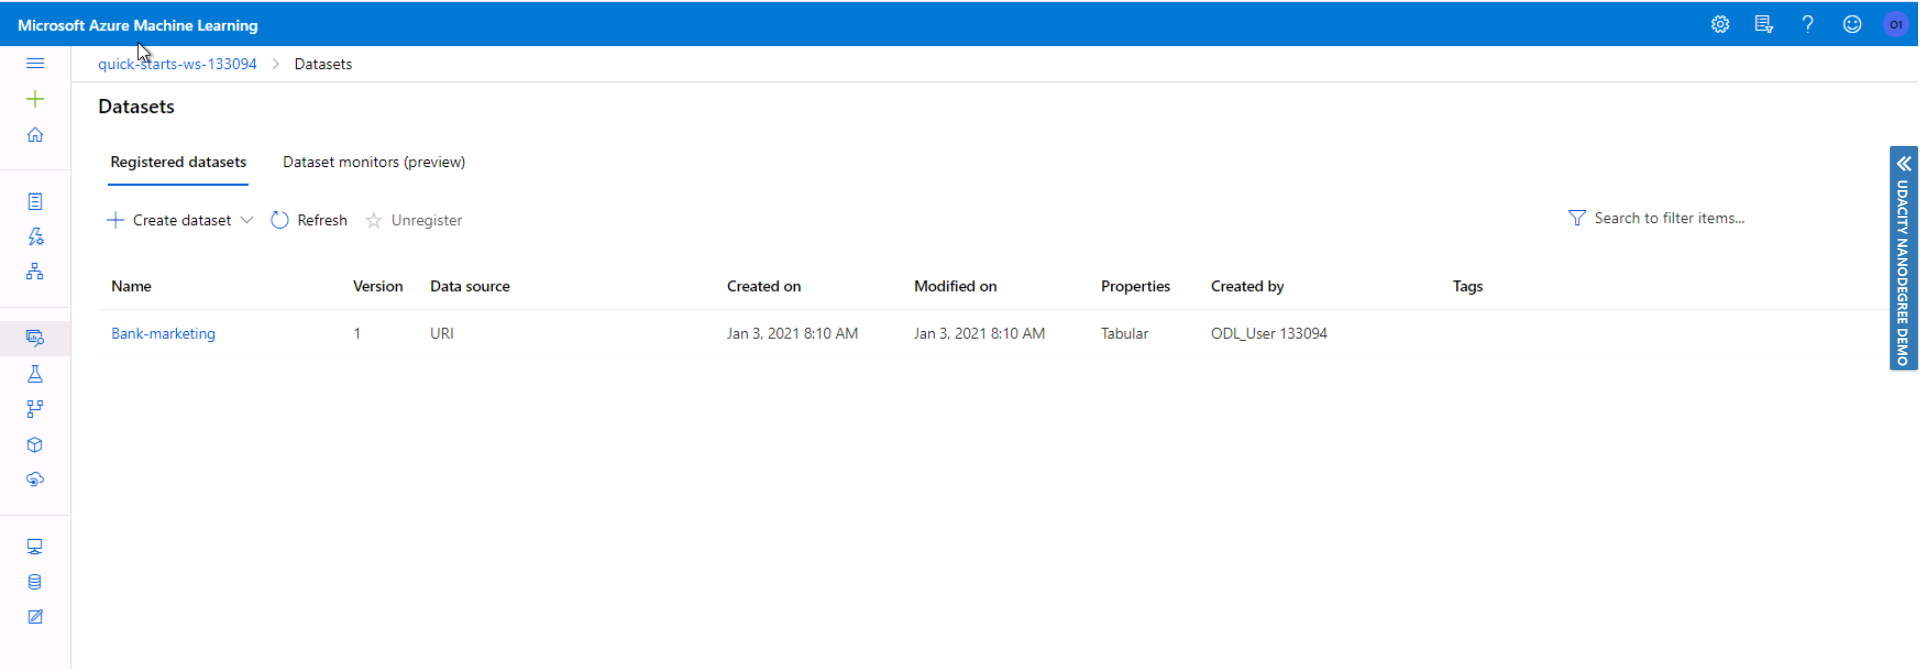 Microsoft Azure Machine Learning
O1
quick-starts-ws-133094 > Datasets
Datasets
Registered datasets Dataset monitors (preview)
Create dataset Refresh Unregister Search to filter items...
Name Version Data source Created on Modified on Properties Created by Tags
Bank-marketing 1 URI Jan 3, 2021 8:10 AM Jan 3, 2021 8:10 AM Tabular ODL_User 133094
UDACITY NANODEGREE DEMO